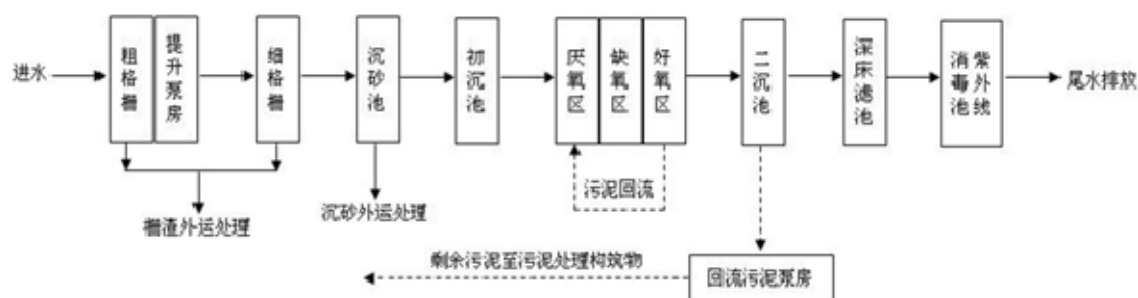 进水
粗格栅
提升泵房
细格栅
沉砂池
初沉池
厌氧区
缺氧区
好氧区
二沉池
深床滤池
紫外线
消毒池
尾水排放
污泥回流
栅渣外运处理
沉砂外运处理
剩余污泥至污泥处理构筑物
回流污泥泵房